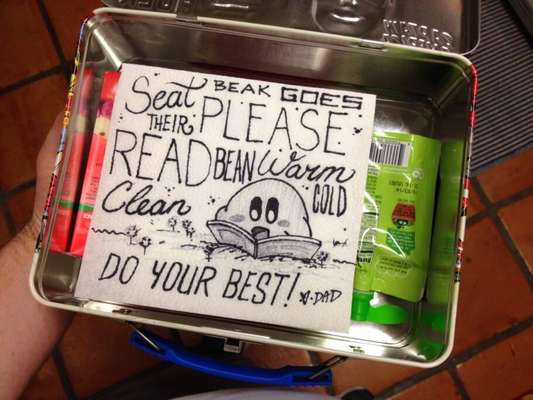 Seat BEAK GOES
THEIR PLEASE
READ BEAN Warm
Clean COLD
DO YOUR BEST! DAD